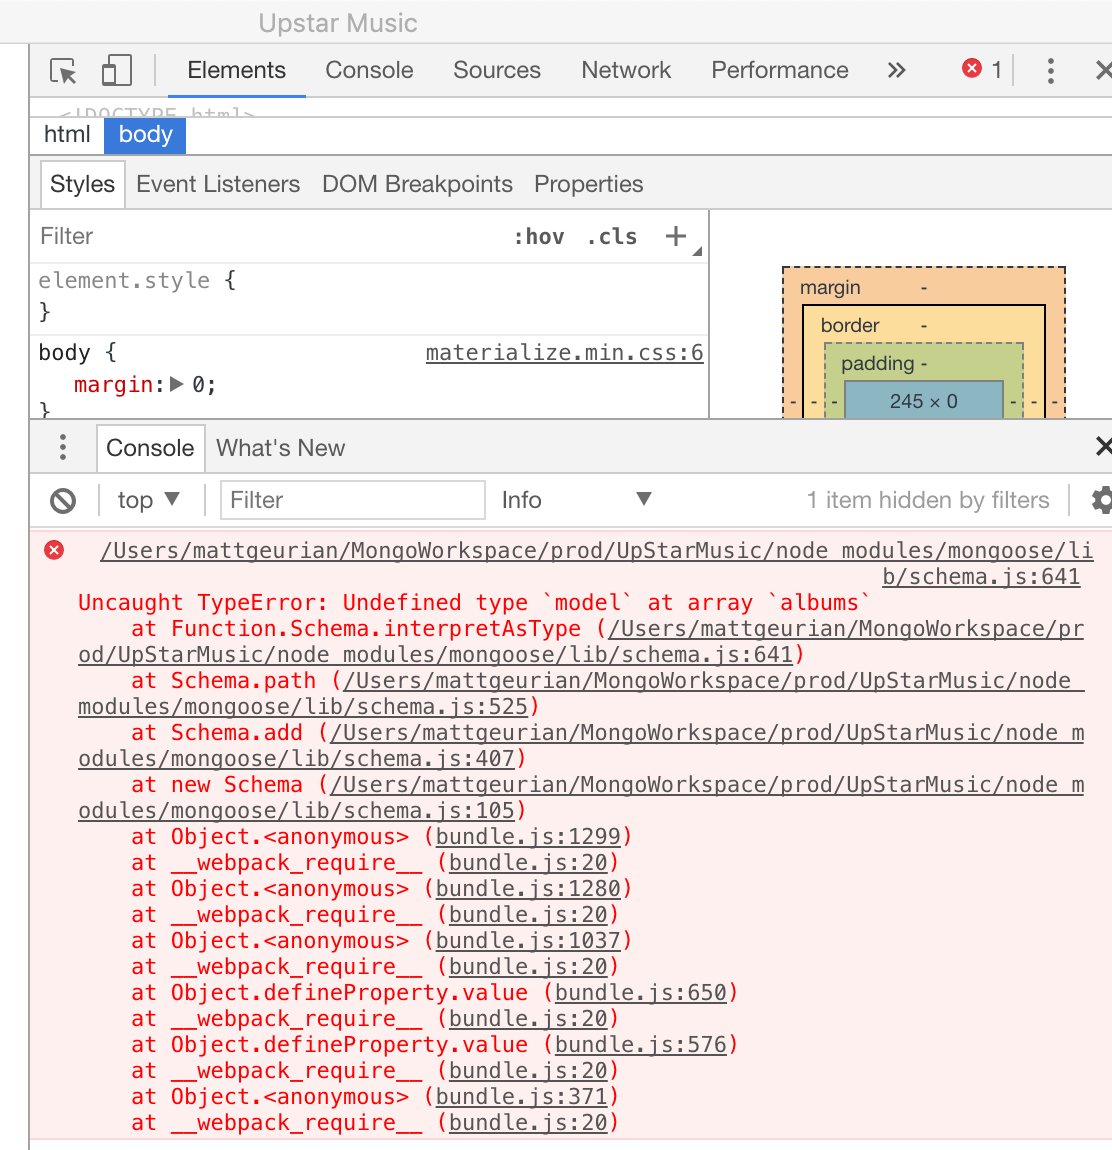 Upstar Music
Elements Console Sources Network Performance » 1
<!DOCTYPE html>
html body
Styles Event Listeners DOM Breakpoints Properties
Filter :hov .cls +
element.style {
}
body { materialize.min.css:6
margin:▶ 0;
}
margin -
border -
padding -
- - - 245 × 0 - - -
Console What's New
top ▼ Filter Info ▼ 1 item hidden by filters
/Users/mattgeurian/MongoWorkspace/prod/UpStarMusic/node_modules/mongoose/li
b/schema.js:641
Uncaught TypeError: Undefined type `model` at array `albums`
at Function.Schema.interpretAsType (/Users/mattgeurian/MongoWorkspace/pr
od/UpStarMusic/node_modules/mongoose/lib/schema.js:641)
at Schema.path (/Users/mattgeurian/MongoWorkspace/prod/UpStarMusic/node_
modules/mongoose/lib/schema.js:525)
at Schema.add (/Users/mattgeurian/MongoWorkspace/prod/UpStarMusic/node_m
odules/mongoose/lib/schema.js:407)
at new Schema (/Users/mattgeurian/MongoWorkspace/prod/UpStarMusic/node_m
odules/mongoose/lib/schema.js:105)
at Object.<anonymous> (bundle.js:1299)
at __webpack_require__ (bundle.js:20)
at Object.<anonymous> (bundle.js:1280)
at __webpack_require__ (bundle.js:20)
at Object.<anonymous> (bundle.js:1037)
at __webpack_require__ (bundle.js:20)
at Object.defineProperty.value (bundle.js:650)
at __webpack_require__ (bundle.js:20)
at Object.defineProperty.value (bundle.js:576)
at __webpack_require__ (bundle.js:20)
at Object.<anonymous> (bundle.js:371)
at __webpack_require__ (bundle.js:20)